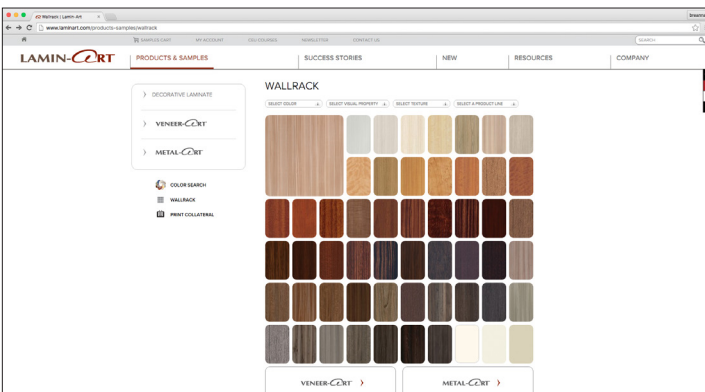 Wallrack | Lamin-Art
www.laminart.com/products-samples/wallrack
SAMPLES CART MY ACCOUNT CEU COURSES NEWSLETTER CONTACT US SEARCH
LAMIN-ART PRODUCTS & SAMPLES SUCCESS STORIES NEW RESOURCES COMPANY
WALLRACK
SELECT COLOR SELECT VISUAL PROPERTY SELECT TEXTURE SELECT A PRODUCT LINE
DECORATIVE LAMINATE
VENEER-ART
METAL-ART
COLOR SEARCH
WALLRACK
PRINT COLLATERAL
VENEER-ART METAL-ART